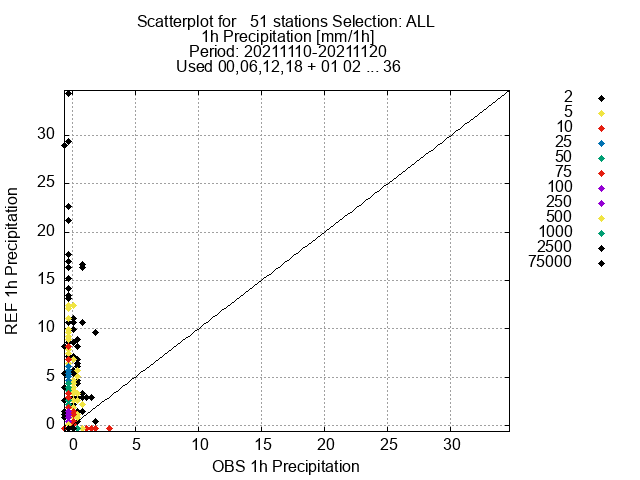 Scatterplot for 51 stations Selection: ALL
1h Precipitation [mm/1h]
Period: 20211110-20211120
Used 00,06,12,18 + 01 02 ... 36
2
5
10
25
50
75
100
250
500
1000
2500
75000
REF 1h Precipitation
30
25
20
15
10
5
0
0 5 10 15 20 25 30
OBS 1h Precipitation